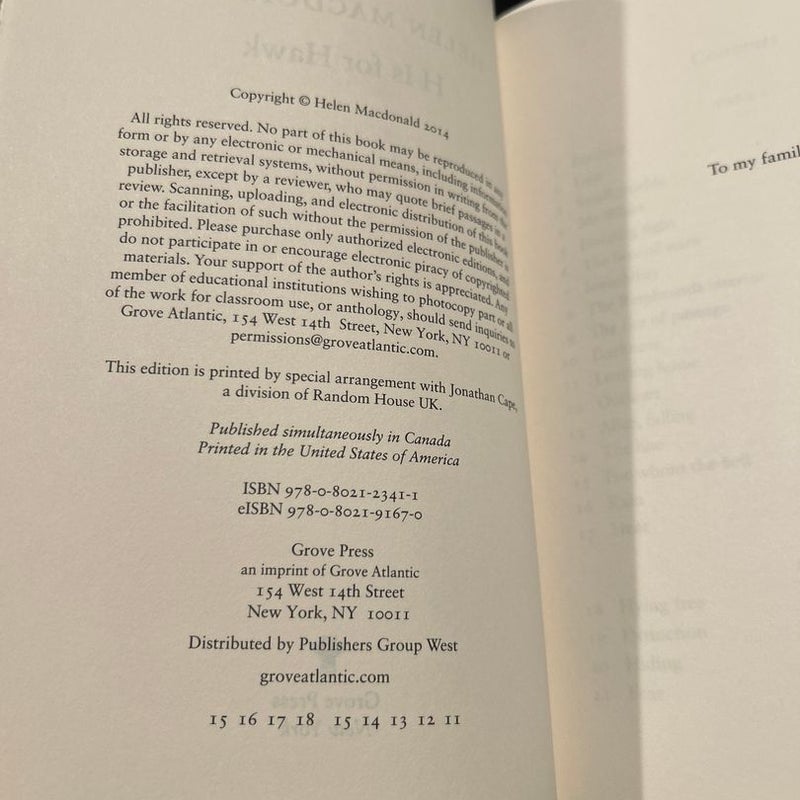 Copyright © Helen Macdonald 2014
All rights reserved. No part of this book may be reproduced in any
form or by any electronic or mechanical means, including information
storage and retrieval systems, without permission in writing from the
publisher, except by a reviewer, who may quote brief passages in a
review. Scanning, uploading, and electronic distribution of this book
or the facilitation of such without the permission of the publisher is
prohibited. Please purchase only authorized electronic editions, and
do not participate in or encourage electronic piracy of copyrighted
materials. Your support of the author's rights is appreciated. Any
member of educational institutions wishing to photocopy part or all
of the work for classroom use, or anthology, should send inquiries to
Grove Atlantic, 154 West 14th Street, New York, NY 10011 or
permissions@groveatlantic.com.
This edition is printed by special arrangement with Jonathan Cape,
a division of Random House UK.
Published simultaneously in Canada
Printed in the United States of America
ISBN 978-0-8021-2341-1
eISBN 978-0-8021-9167-0
Grove Press
an imprint of Grove Atlantic
154 West 14th Street
New York, NY 10011
Distributed by Publishers Group West
groveatlantic.com
15 16 17 18 15 14 13 12 11
To my famil